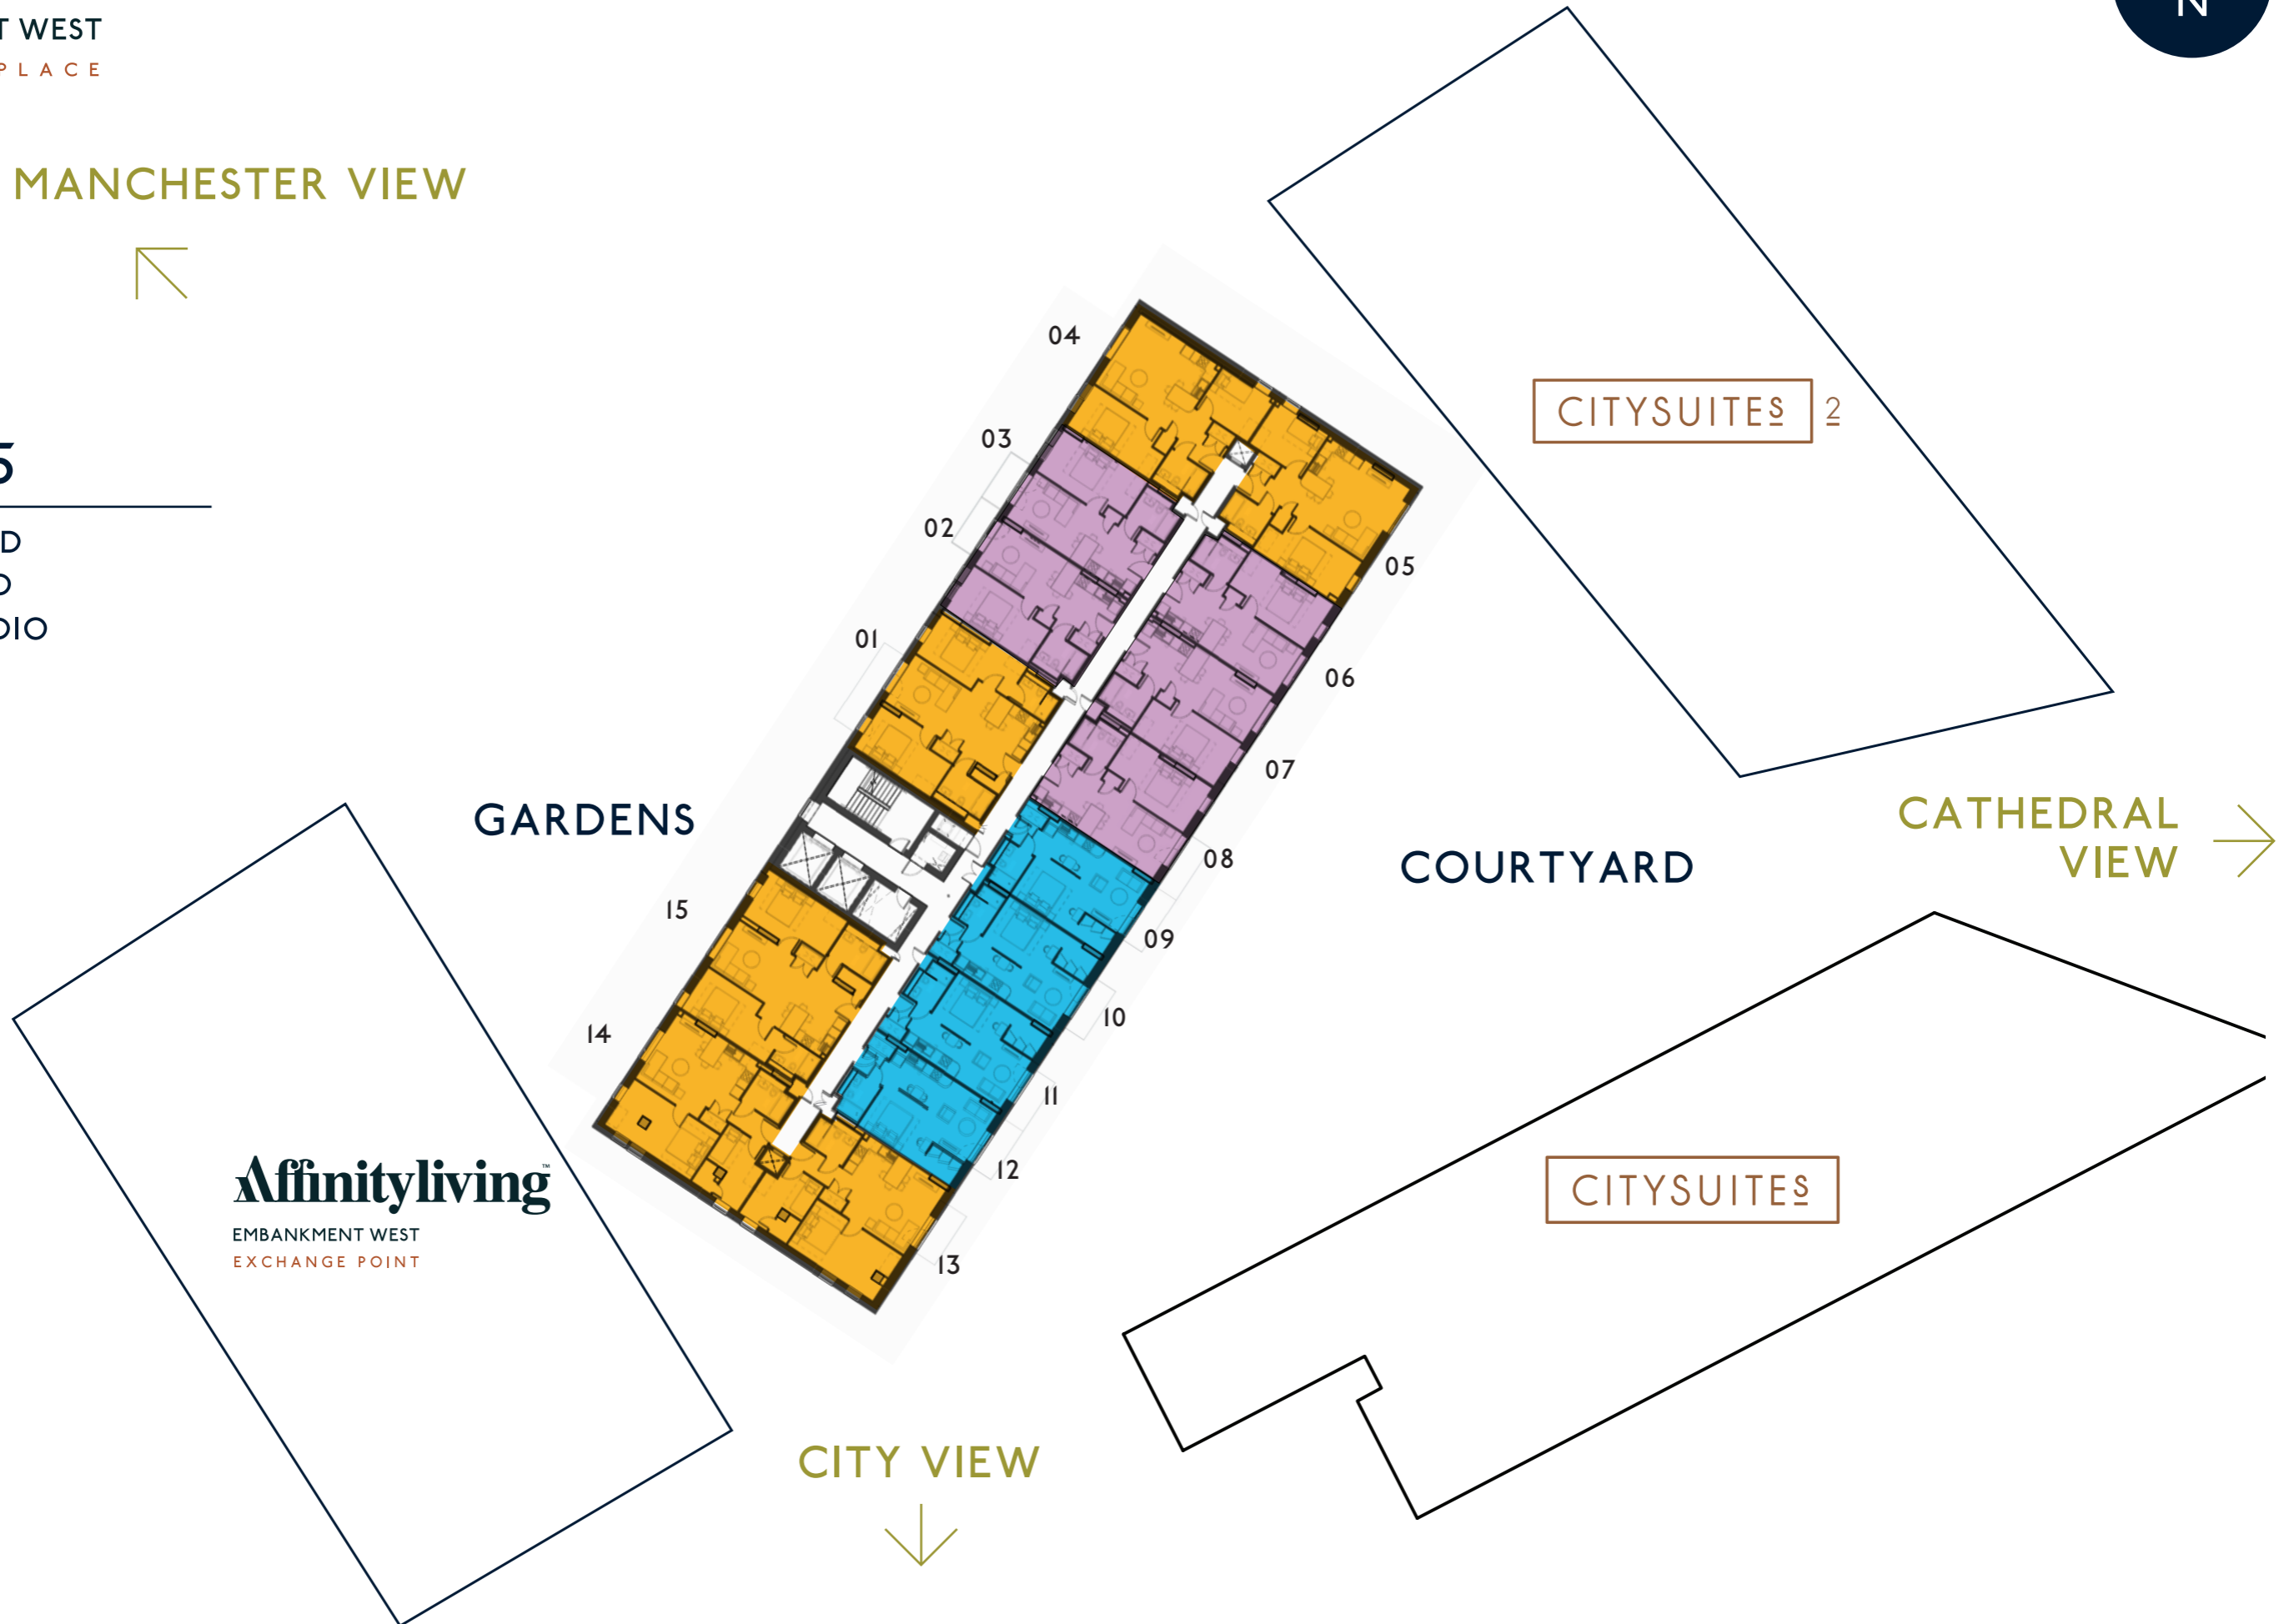 T WEST
PLACE
N
MANCHESTER VIEW
5
D
DIO
04
03
02
01
05
06
07
08
09
10
11
12
13
14
15
CITYSUITES 2
GARDENS
COURTYARD
CATHEDRAL
VIEW
Affinityliving™
EMBANKMENT WEST
EXCHANGE POINT
CITYSUITES
CITY VIEW